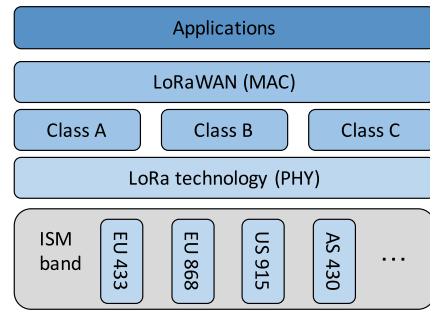 Applications
LoRaWAN (MAC)
Class A
Class B
Class C
LoRa technology (PHY)
ISM
band
EU 433
EU 868
US 915
AS 430
...